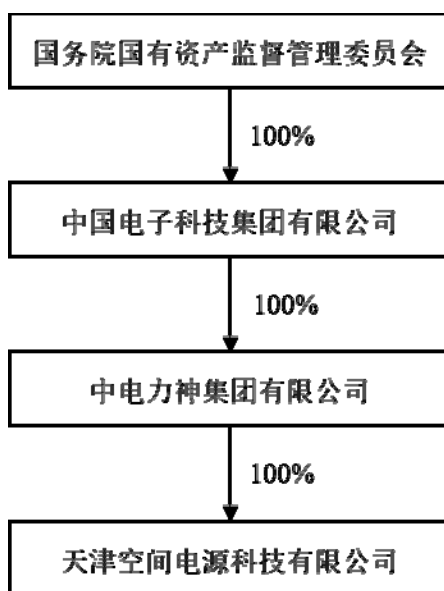 国务院国有资产监督管理委员会
100%
中国电子科技集团有限公司
100%
中电力神集团有限公司
100%
天津空间电源科技有限公司